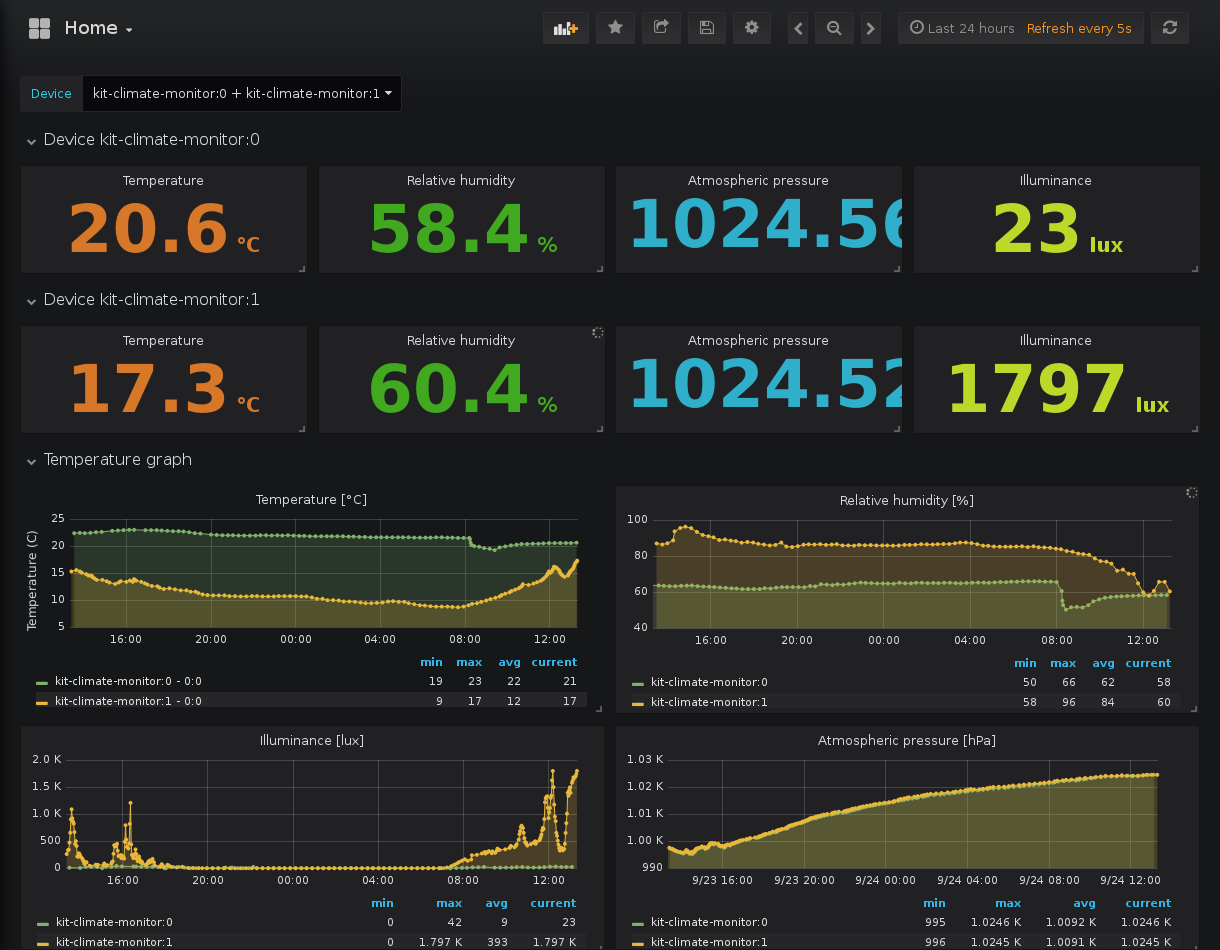 Home
Last 24 hours Refresh every 5s
Device kit-climate-monitor:0 + kit-climate-monitor:1
Device kit-climate-monitor:0
Temperature Relative humidity Atmospheric pressure Illuminance
20.6 °C 58.4 % 1024.56 23 lux
Device kit-climate-monitor:1
Temperature Relative humidity Atmospheric pressure Illuminance
17.3 °C 60.4 % 1024.52 1797 lux
Temperature graph
Temperature [°C]
Temperature (C)
25
20
15
10
5
16:00 20:00 00:00 04:00 08:00 12:00
min max avg current
kit-climate-monitor:0 - 0:0 19 23 22 21
kit-climate-monitor:1 - 0:0 9 17 12 17
Relative humidity [%]
100
80
60
40
16:00 20:00 00:00 04:00 08:00 12:00
min max avg current
kit-climate-monitor:0 50 66 62 58
kit-climate-monitor:1 58 96 84 60
Illuminance [lux]
2.0 K
1.5 K
1.0 K
500
0
16:00 20:00 00:00 04:00 08:00 12:00
min max avg current
kit-climate-monitor:0 0 42 9 23
kit-climate-monitor:1 0 1.797 K 393 1.797 K
Atmospheric pressure [hPa]
1.03 K
1.02 K
1.01 K
1.00 K
990
9/23 16:00 9/23 20:00 9/24 00:00 9/24 04:00 9/24 08:00 9/24 12:00
min max avg current
kit-climate-monitor:0 995 1.0246 K 1.0092 K 1.0246 K
kit-climate-monitor:1 996 1.0245 K 1.0091 K 1.0245 K